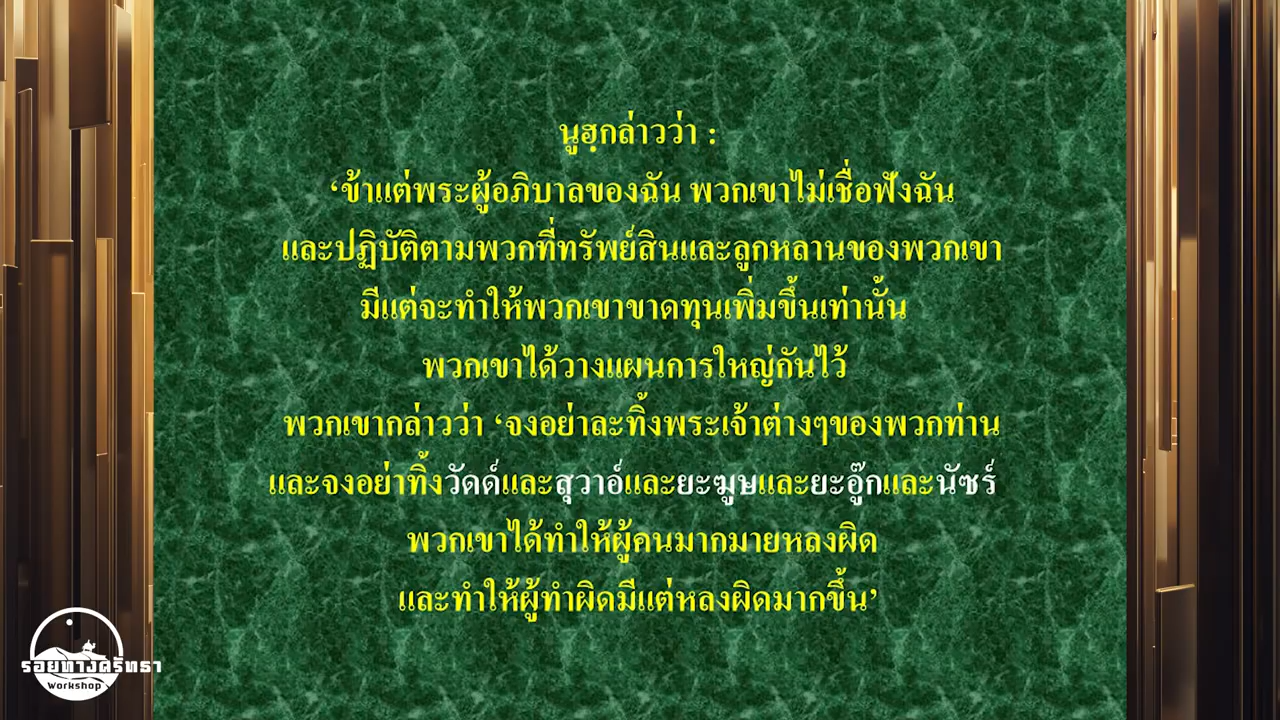 นูฮฺกล่าวว่า :
‘ข้าแต่พระผู้อภิบาลของฉัน พวกเขาไม่เชื่อฟังฉัน
และปฏิบัติตามพวกที่ทรัพย์สินและลูกหลานของพวกเขา
มีแต่จะทำให้พวกเขาขาดทุนเพิ่มขึ้นเท่านั้น
พวกเขาได้วางแผนการใหญ่กันไว้
พวกเขากล่าวว่า ‘จงอย่าละทิ้งพระเจ้าต่างๆของพวกท่าน
และจงอย่าทิ้งวัดด์และสุวาอ์และยะฆูษและยะอู๊กและนัซร์
พวกเขาได้ทำให้ผู้คนมากมายหลงผิด
และทำให้ผู้ทำผิดมีแต่หลงผิดมากขึ้น’
รอยทางศรัทธา
Workshop